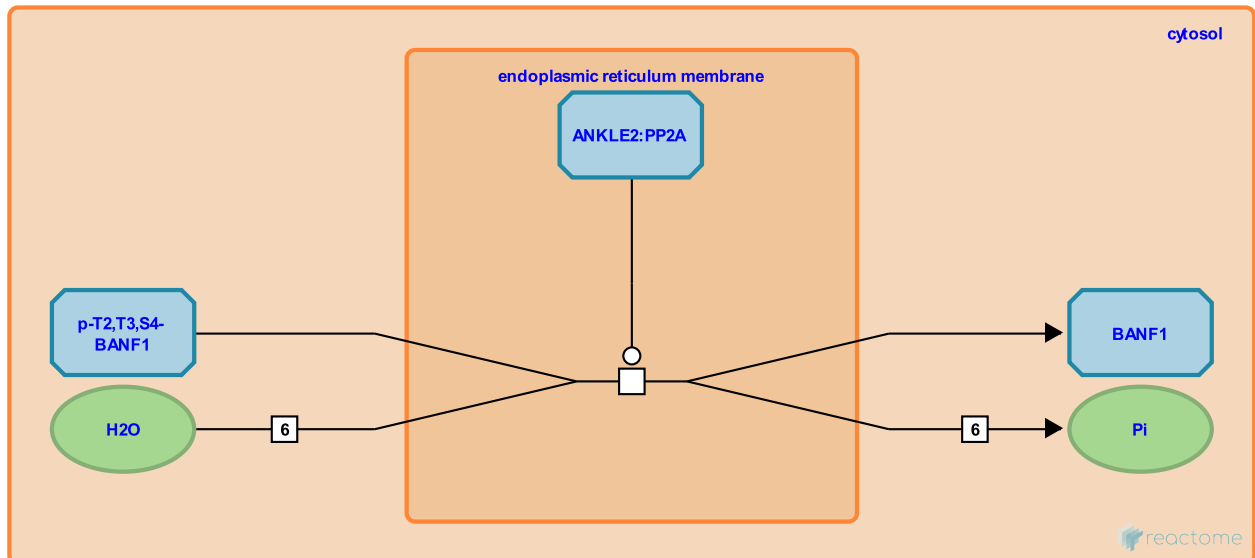 cytosol
endoplasmic reticulum membrane
ANKLE2:PP2A
p-T2,T3,S4-
BANF1
BANF1
H2O
6
6
Pi
reactome